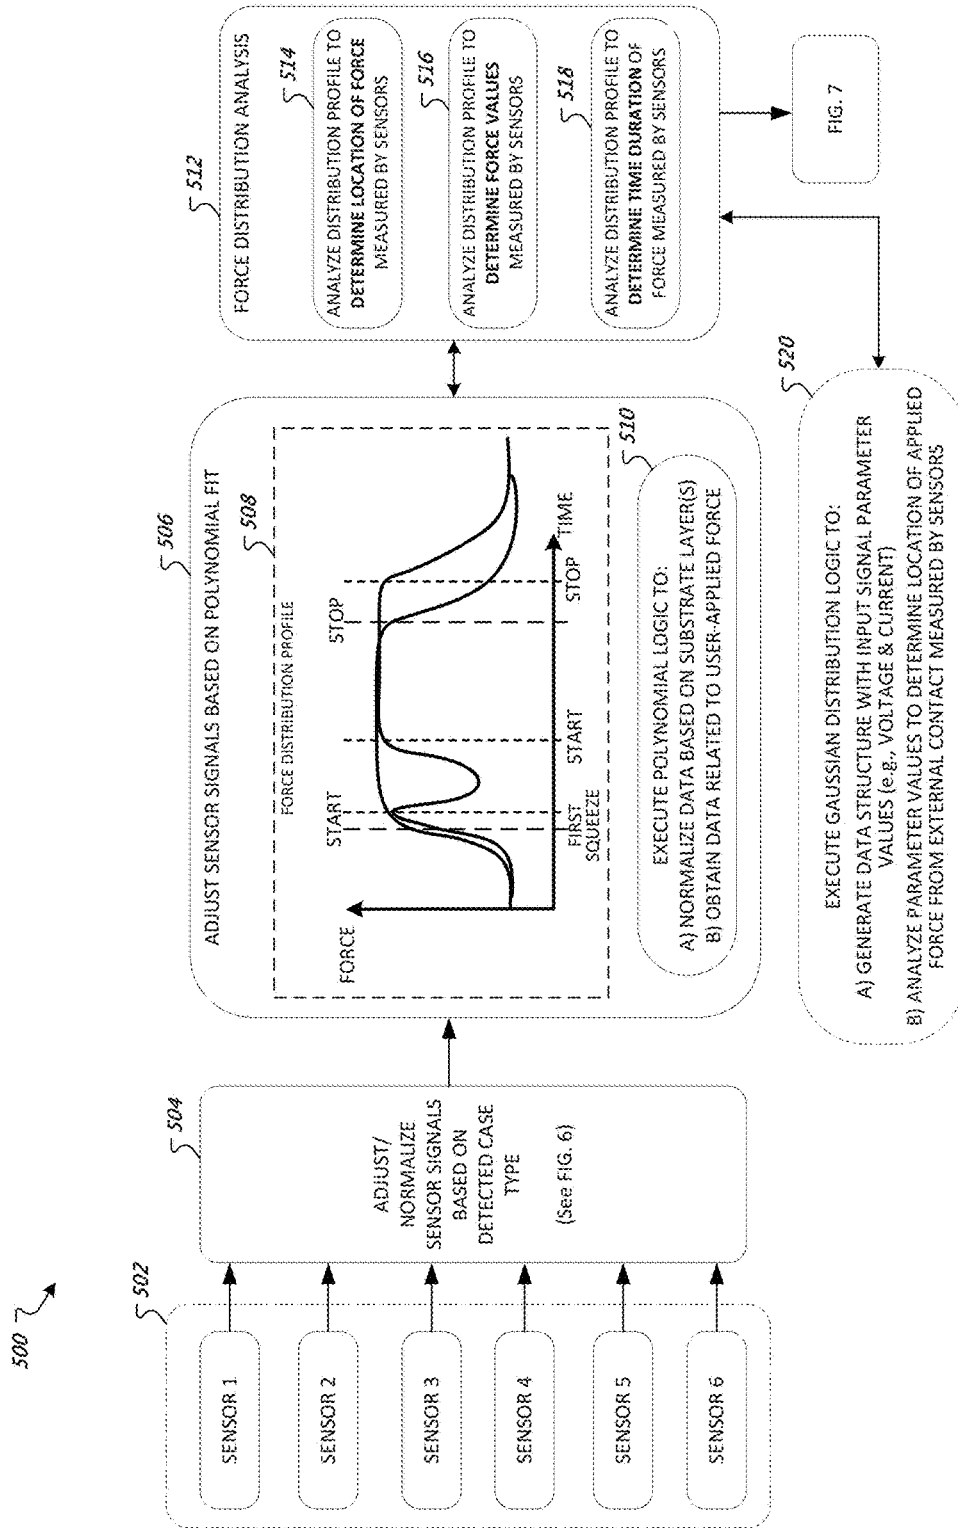 500
502
SENSOR 1
SENSOR 2
SENSOR 3
SENSOR 4
SENSOR 5
SENSOR 6
504
ADJUST/
NORMALIZE
SENSOR SIGNALS
BASED ON
DETECTED CASE
TYPE
(See FIG. 6)
506
ADJUST SENSOR SIGNALS BASED ON POLYNOMIAL FIT
508
FORCE DISTRIBUTION PROFILE
FORCE
START
STOP
FIRST
SQUEEZE
START
STOP
TIME
510
EXECUTE POLYNOMIAL LOGIC TO:
A) NORMALIZE DATA BASED ON SUBSTRATE LAYER(S)
B) OBTAIN DATA RELATED TO USER-APPLIED FORCE
512
FORCE DISTRIBUTION ANALYSIS
514
ANALYZE DISTRIBUTION PROFILE TO
DETERMINE LOCATION OF FORCE
MEASURED BY SENSORS
516
ANALYZE DISTRIBUTION PROFILE TO
DETERMINE FORCE VALUES
MEASURED BY SENSORS
518
ANALYZE DISTRIBUTION PROFILE TO
DETERMINE TIME DURATION OF
FORCE MEASURED BY SENSORS
FIG. 7
520
EXECUTE GAUSSIAN DISTRIBUTION LOGIC TO:
A) GENERATE DATA STRUCTURE WITH INPUT SIGNAL PARAMETER
VALUES (e.g., VOLTAGE & CURRENT)
B) ANALYZE PARAMETER VALUES TO DETERMINE LOCATION OF APPLIED
FORCE FROM EXTERNAL CONTACT MEASURED BY SENSORS